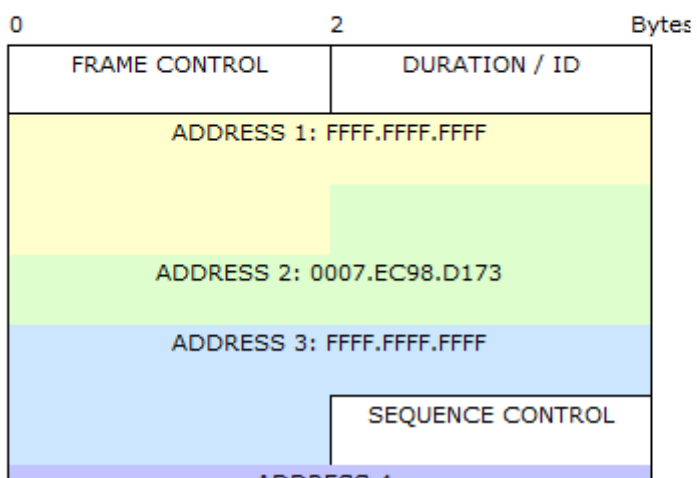 0 2 Bytes
FRAME CONTROL DURATION / ID
ADDRESS 1: FFFF.FFFF.FFFF
ADDRESS 2: 0007.EC98.D173
ADDRESS 3: FFFF.FFFF.FFFF
SEQUENCE CONTROL